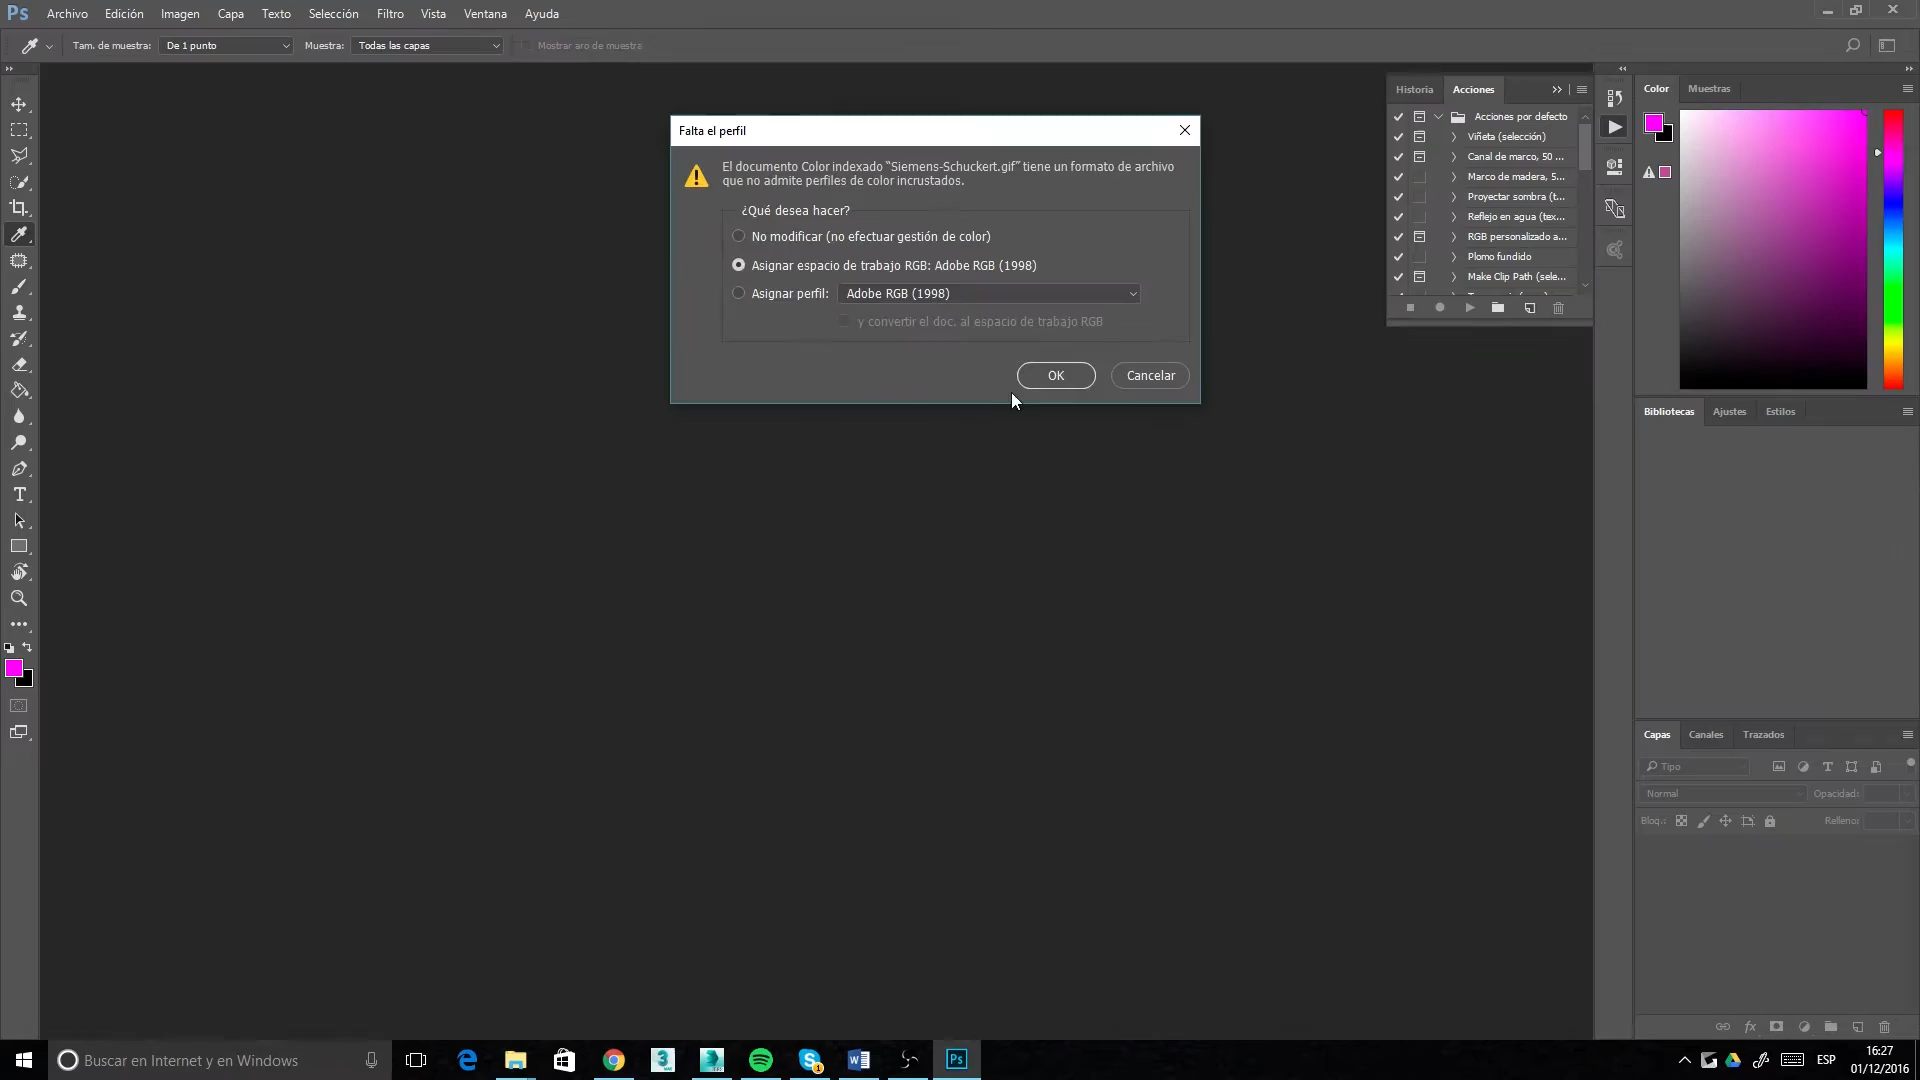 Ps Archivo Edición Imagen Capa Texto Selección Filtro Vista Ventana Ayuda
Tam. de muestra: De 1 punto Muestra: Todas las capas Mostrar aro de muestra
Historia Acciones
Acciones por defecto
Viñeta (selección)
Canal de marco, 50 ...
Marco de madera, 5...
Proyectar sombra (t...
Reflejo en agua (tex...
RGB personalizado a...
Plomo fundido
Make Clip Path (sele...
Color Muestras
Falta el perfil
El documento Color indexado “Siemens-Schuckert.gif” tiene un formato de archivo
que no admite perfiles de color incrustados.
¿Qué desea hacer?
No modificar (no efectuar gestión de color)
Asignar espacio de trabajo RGB: Adobe RGB (1998)
Asignar perfil: Adobe RGB (1998)
y convertir el doc. al espacio de trabajo RGB
OK Cancelar
Bibliotecas Ajustes Estilos
Capas Canales Trazados
Tipo
Normal Opacidad:
Bloq.: Relleno:
fx
Buscar en Internet y en Windows
Ps
ESP
16:27
01/12/2016